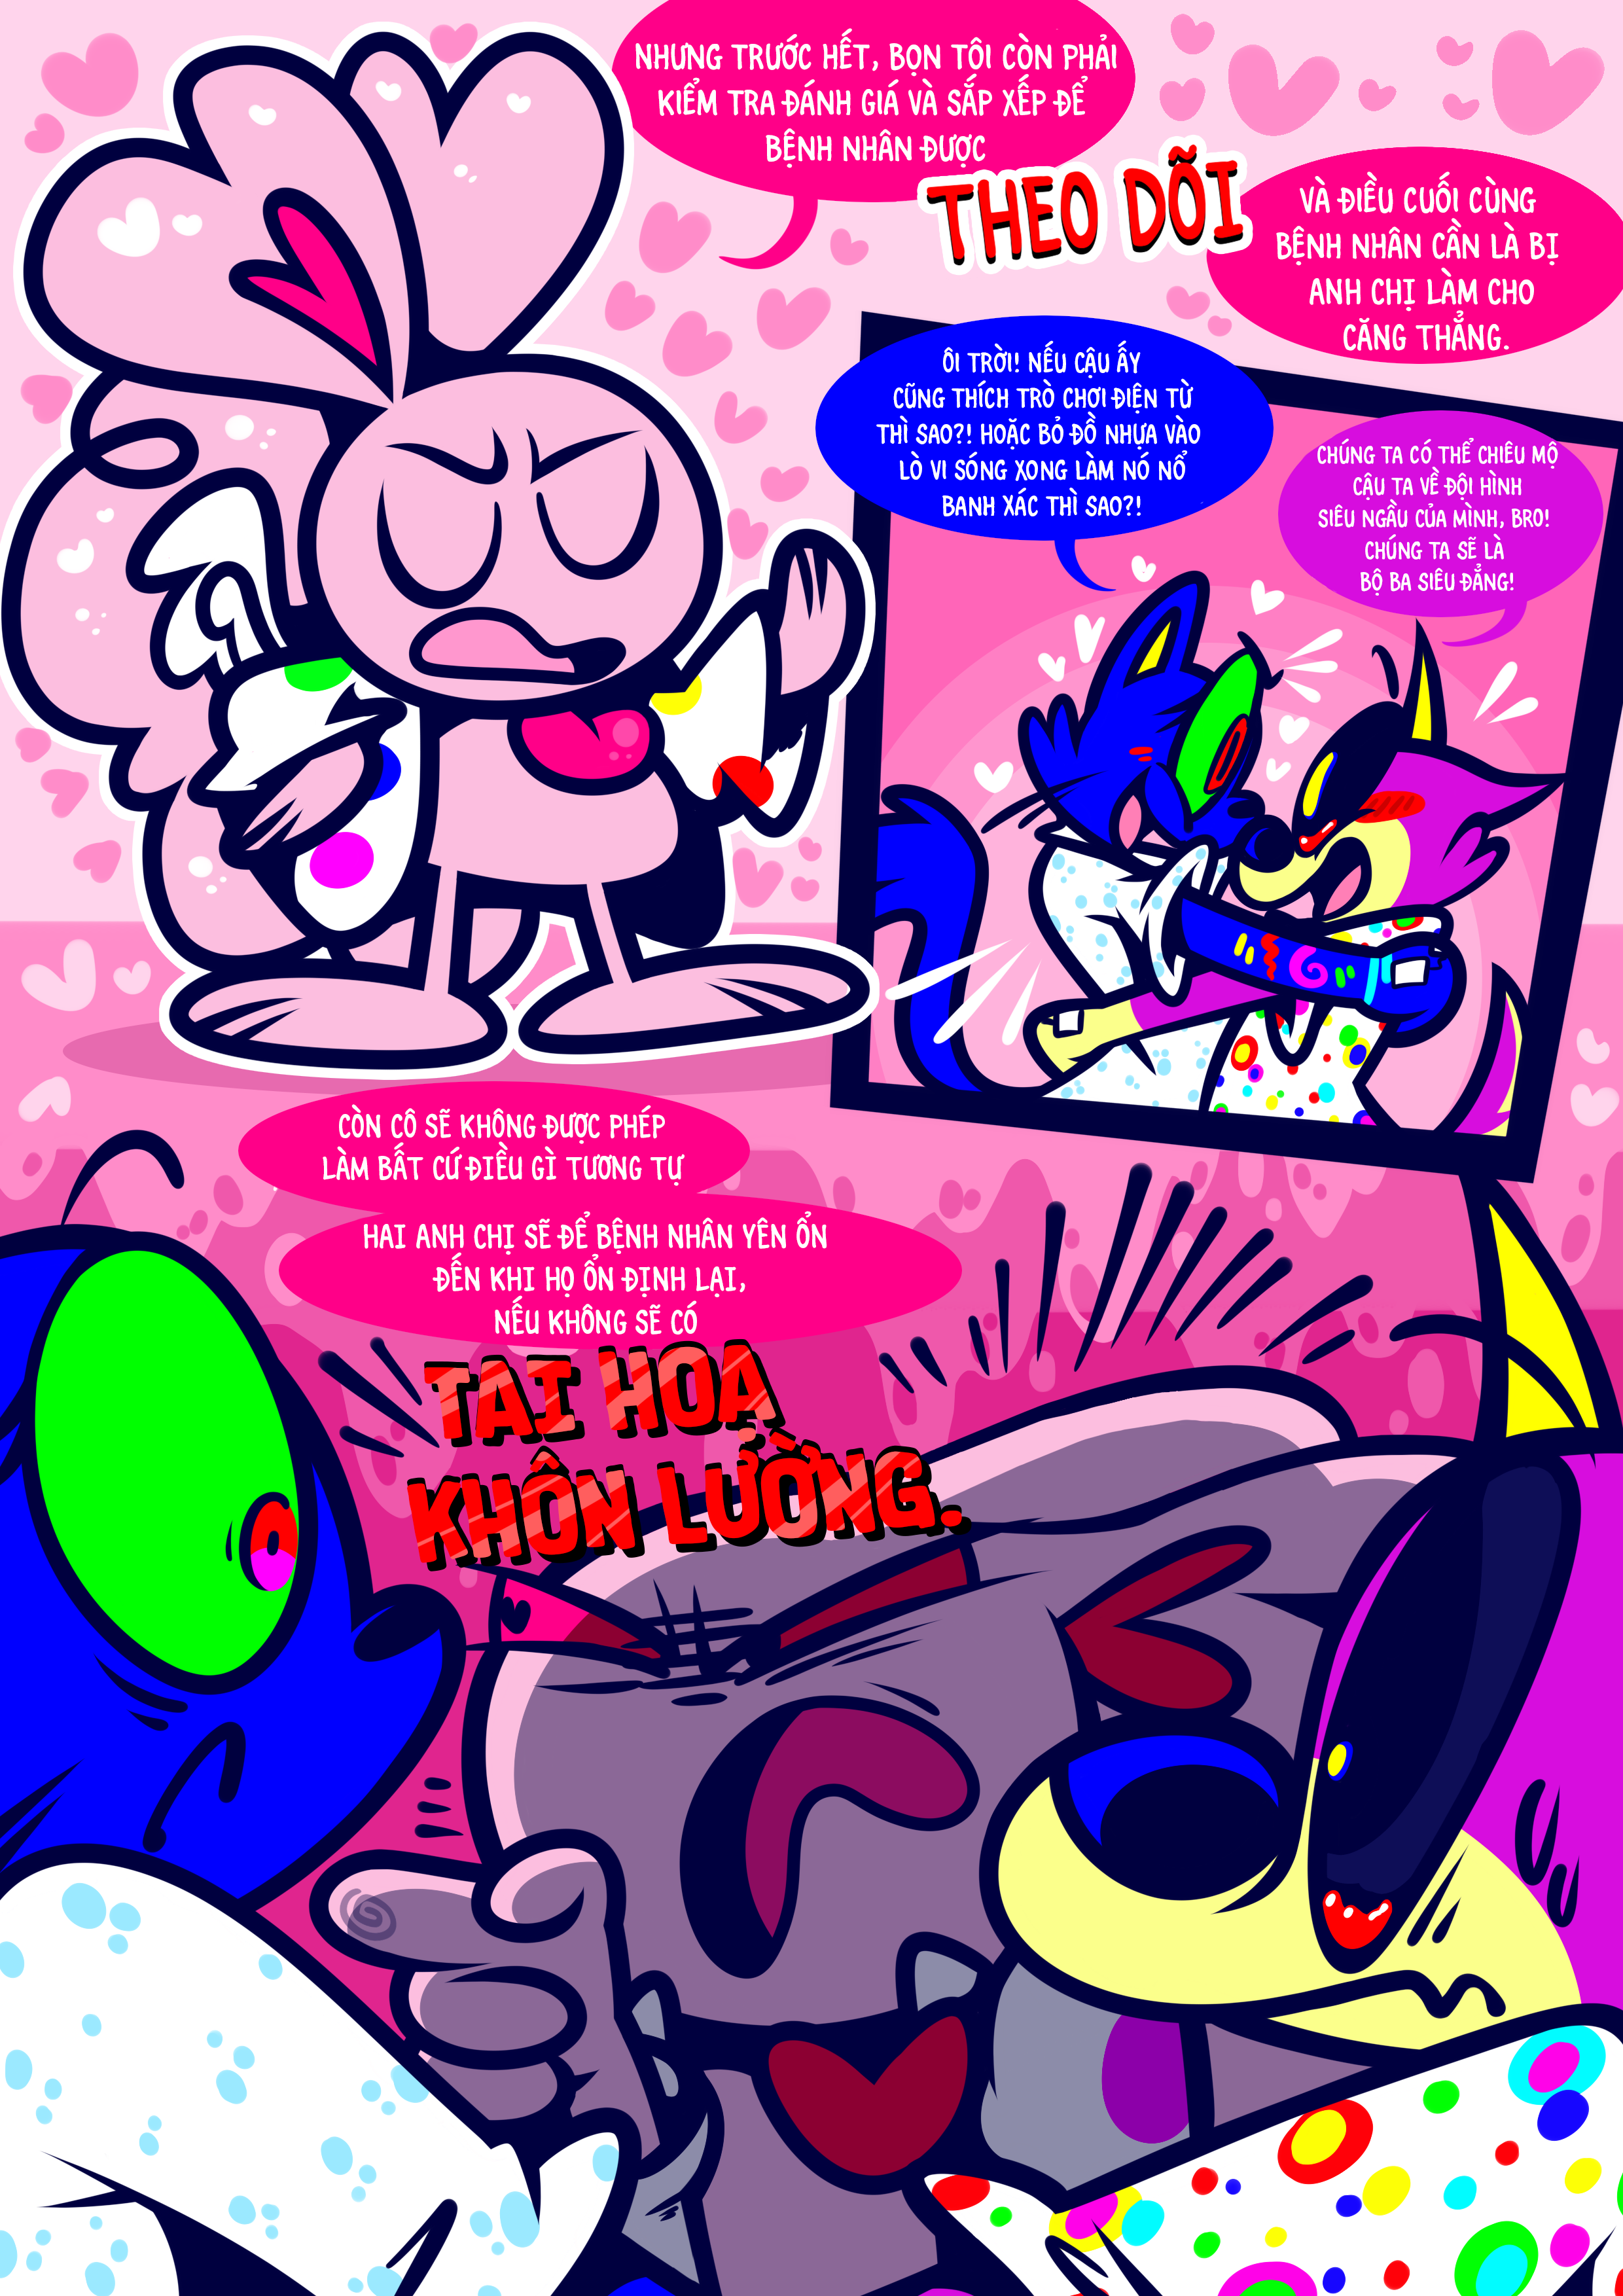 NHƯNG TRƯỚC HẾT, BỌN TÔI CÒN PHẢI
KIỂM TRA ĐÁNH GIÁ VÀ SẮP XẾP ĐỂ
BỆNH NHÂN ĐƯỢC
THEO DÕI
VÀ ĐIỀU CUỐI CÙNG
BỆNH NHÂN CẦN LÀ BỊ
ANH CHỊ LÀM CHO
CĂNG THẲNG.
ÔI TRỜI! NẾU CẬU ẤY
CŨNG THÍCH TRÒ CHƠI ĐIỆN TỪ
THÌ SAO?! HOẶC BỎ ĐỒ NHỰA VÀO
LÒ VI SÓNG XONG LÀM NÓ NỔ
BANH XÁC THÌ SAO?!
CHÚNG TA CÓ THỂ CHIÊU MỘ
CẬU TA VỀ ĐỘI HÌNH
SIÊU NGẦU CỦA MÌNH, BRO!
CHÚNG TA SẼ LÀ
BỘ BA SIÊU ĐẲNG!
CÒN CÔ SẼ KHÔNG ĐƯỢC PHÉP
LÀM BẤT CỨ ĐIỀU GÌ TƯƠNG TỰ
HAI ANH CHỊ SẼ ĐỂ BỆNH NHÂN YÊN ỔN
ĐẾN KHI HỌ ỔN ĐỊNH LẠI,
NẾU KHÔNG SẼ CÓ
TAI HOẠ
KHÔN LƯỜNG.